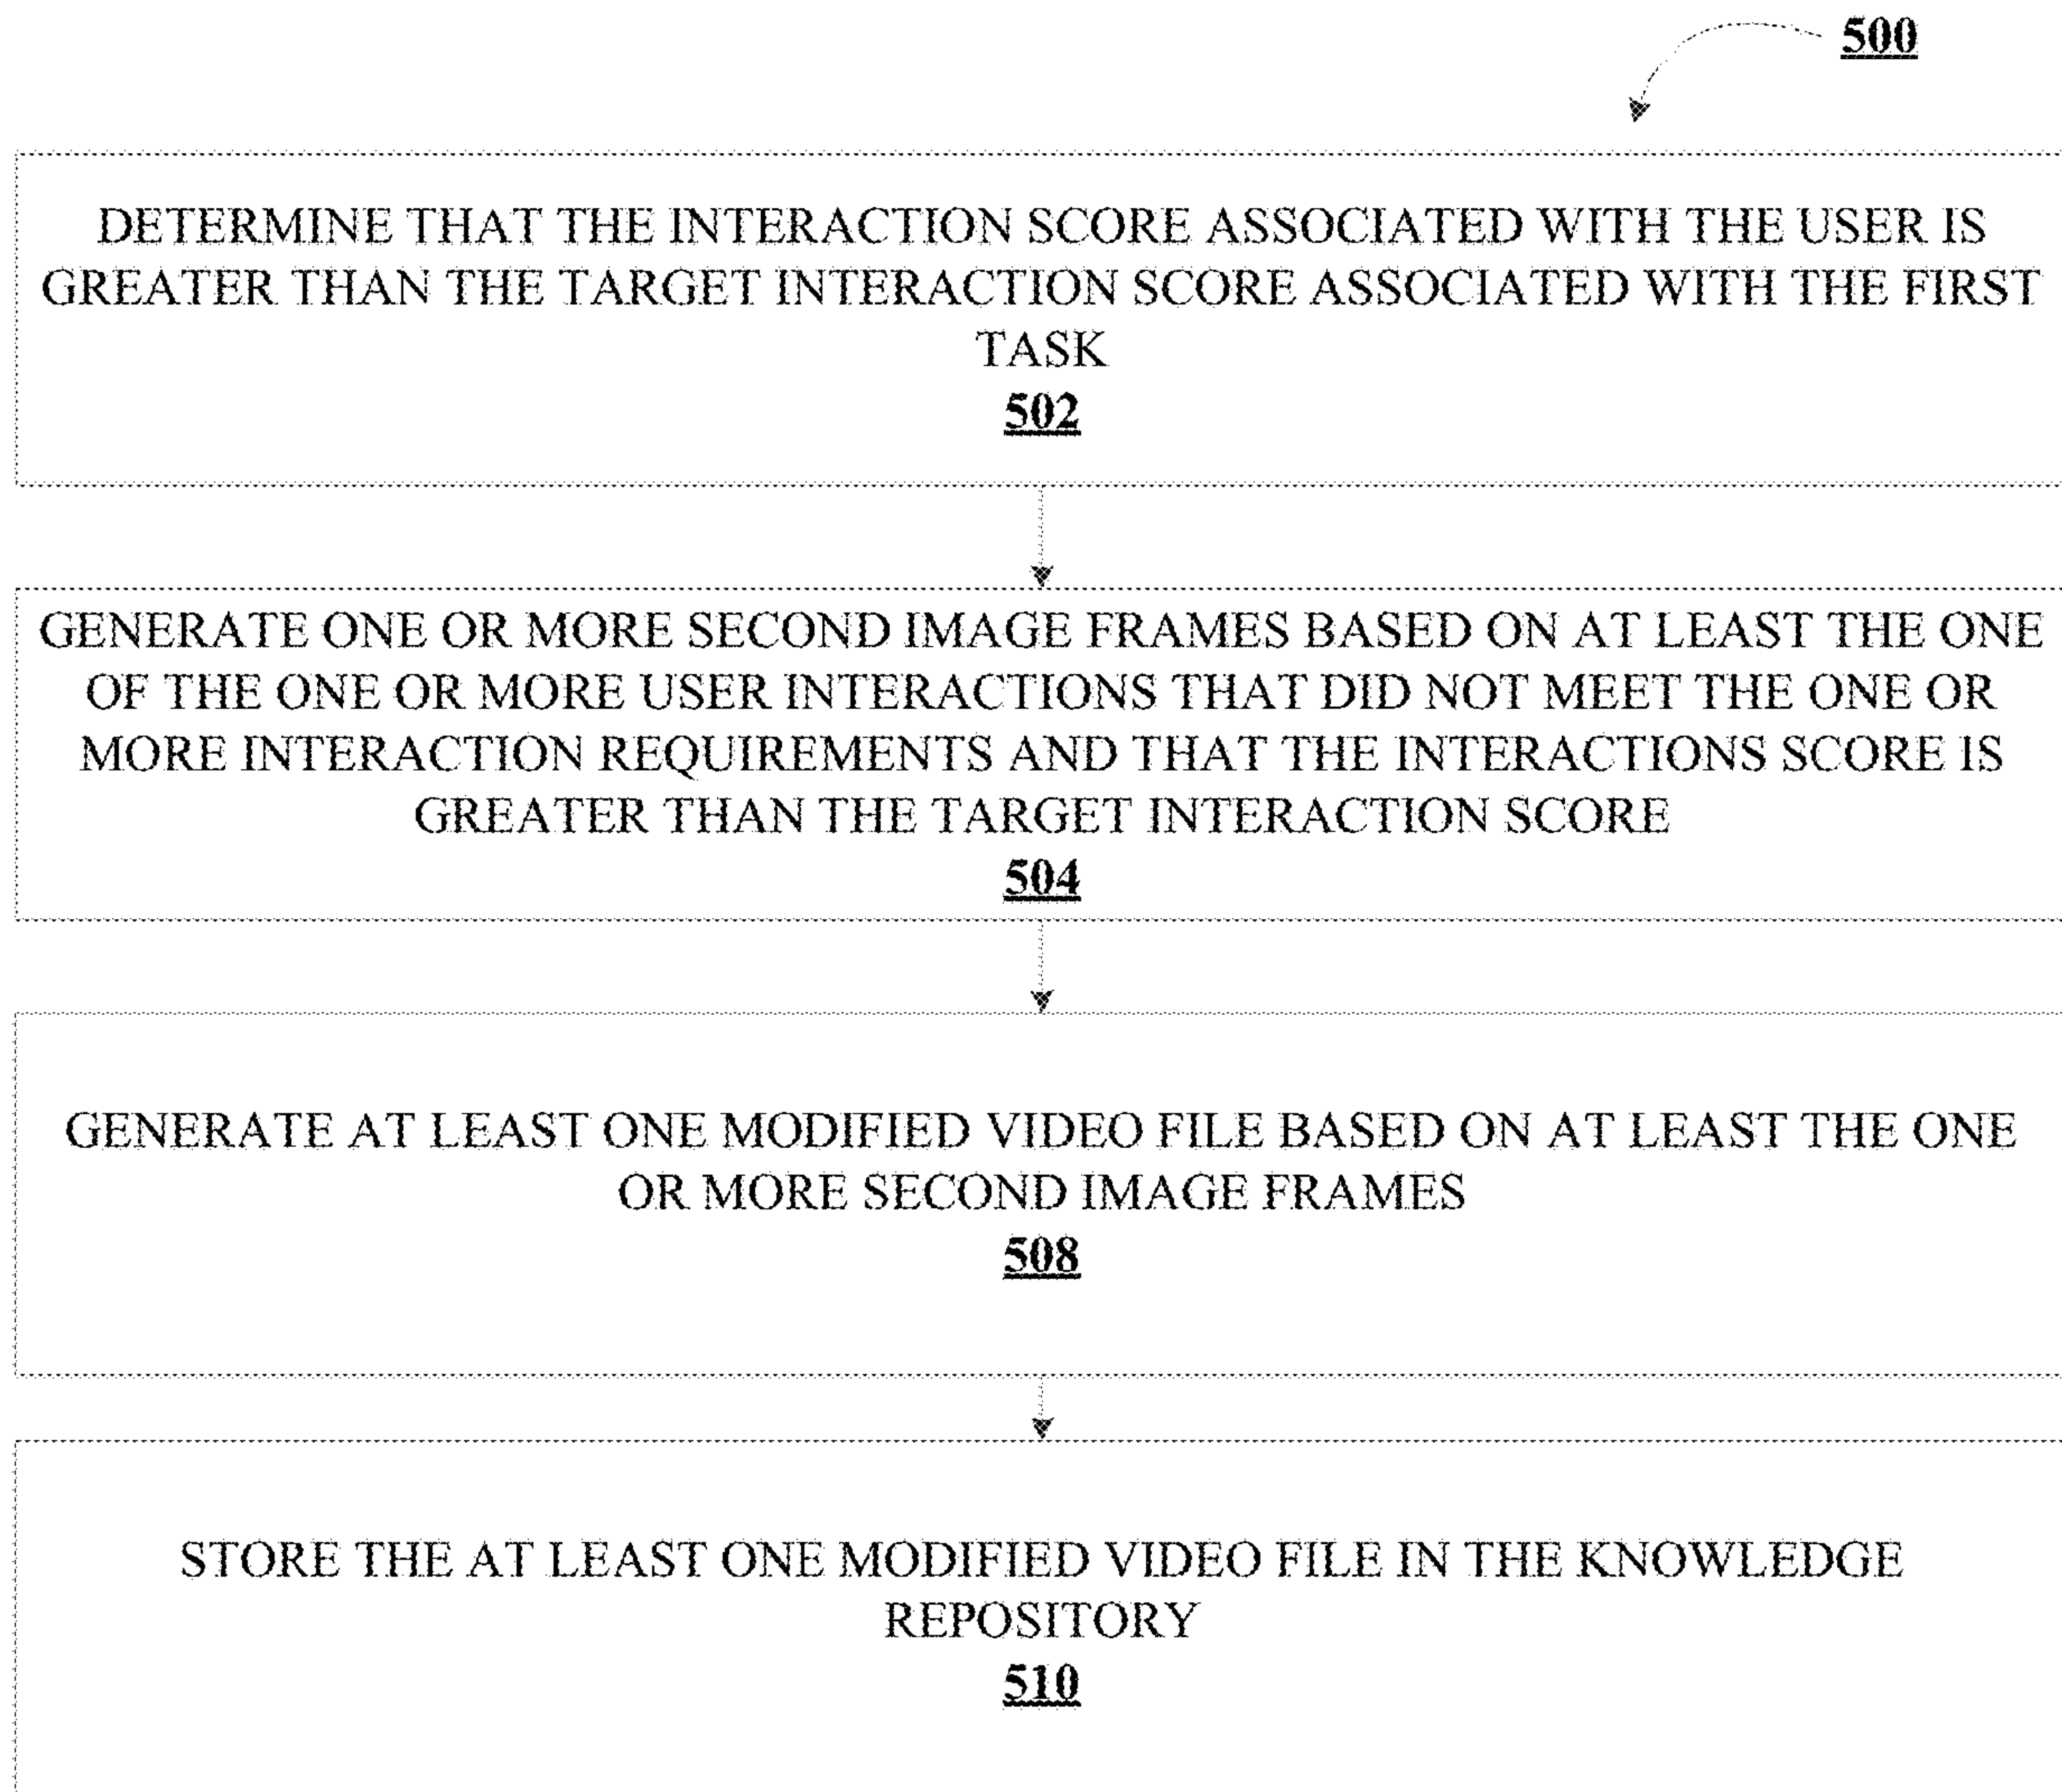 500
DETERMINE THAT THE INTERACTION SCORE ASSOCIATED WITH THE USER IS
GREATER THAN THE TARGET INTERACTION SCORE ASSOCIATED WITH THE FIRST
TASK
502
GENERATE ONE OR MORE SECOND IMAGE FRAMES BASED ON AT LEAST THE ONE
OF THE ONE OR MORE USER INTERACTIONS THAT DID NOT MEET THE ONE OR
MORE INTERACTION REQUIREMENTS AND THAT THE INTERACTIONS SCORE IS
GREATER THAN THE TARGET INTERACTION SCORE
504
GENERATE AT LEAST ONE MODIFIED VIDEO FILE BASED ON AT LEAST THE ONE
OR MORE SECOND IMAGE FRAMES
508
STORE THE AT LEAST ONE MODIFIED VIDEO FILE IN THE KNOWLEDGE
REPOSITORY
510